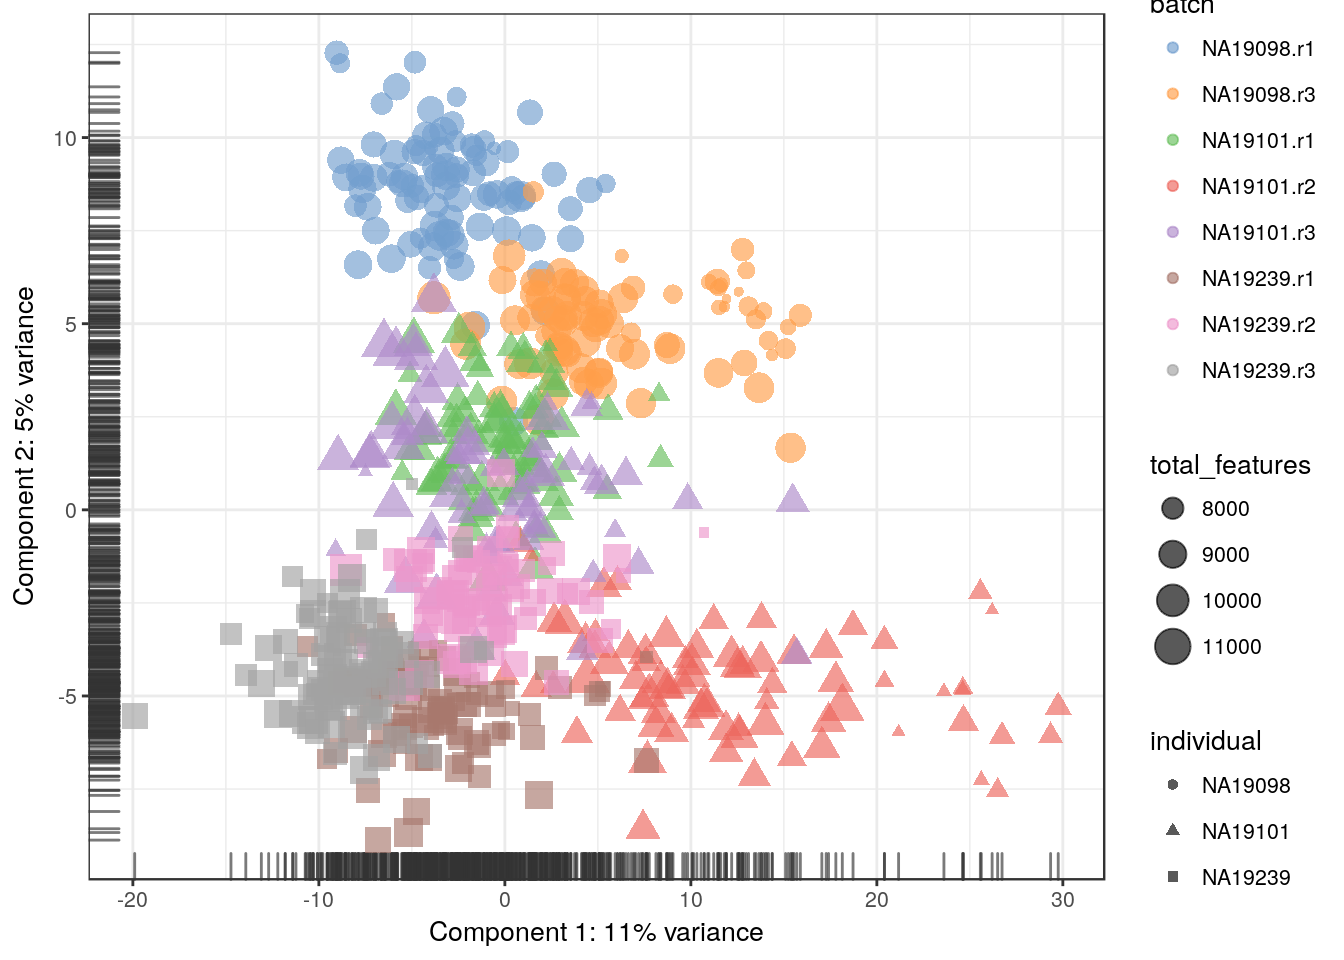 batch
NA19098.r1
NA19098.r3
NA19101.r1
NA19101.r2
NA19101.r3
NA19239.r1
NA19239.r2
NA19239.r3
total_features
8000
9000
10000
11000
individual
NA19098
NA19101
NA19239
Component 2: 5% variance
10
5
0
-5
-20
-10
0
10
20
30
Component 1: 11% variance